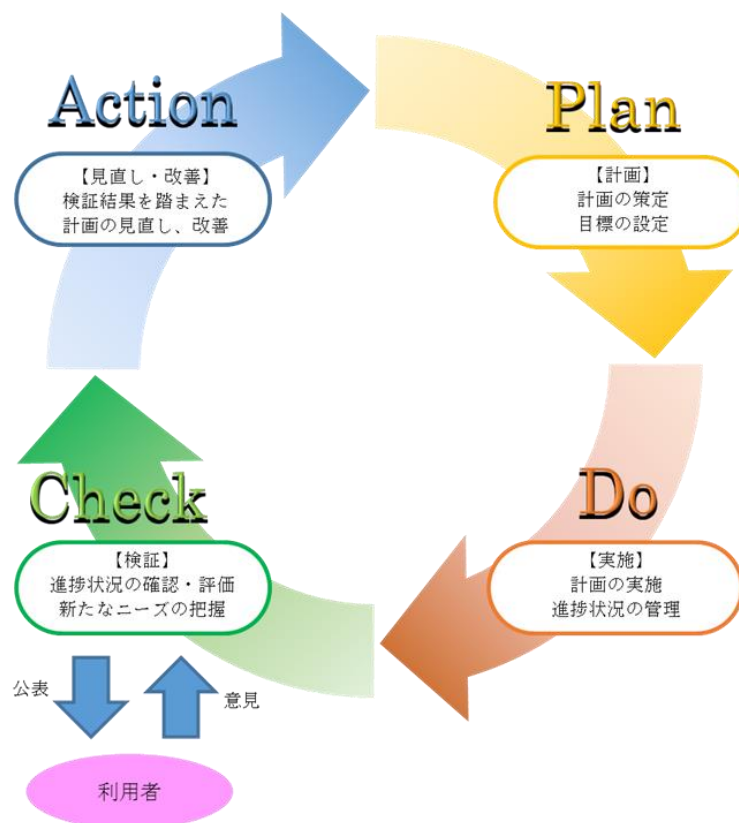 Action
【見直し・改善】
検証結果を踏まえた
計画の見直し、改善
Plan
【計画】
計画の策定
目標の設定
Check
【検証】
進捗状況の確認・評価
新たなニーズの把握
Do
【実施】
計画の実施
進捗状況の管理
公表
意見
利用者